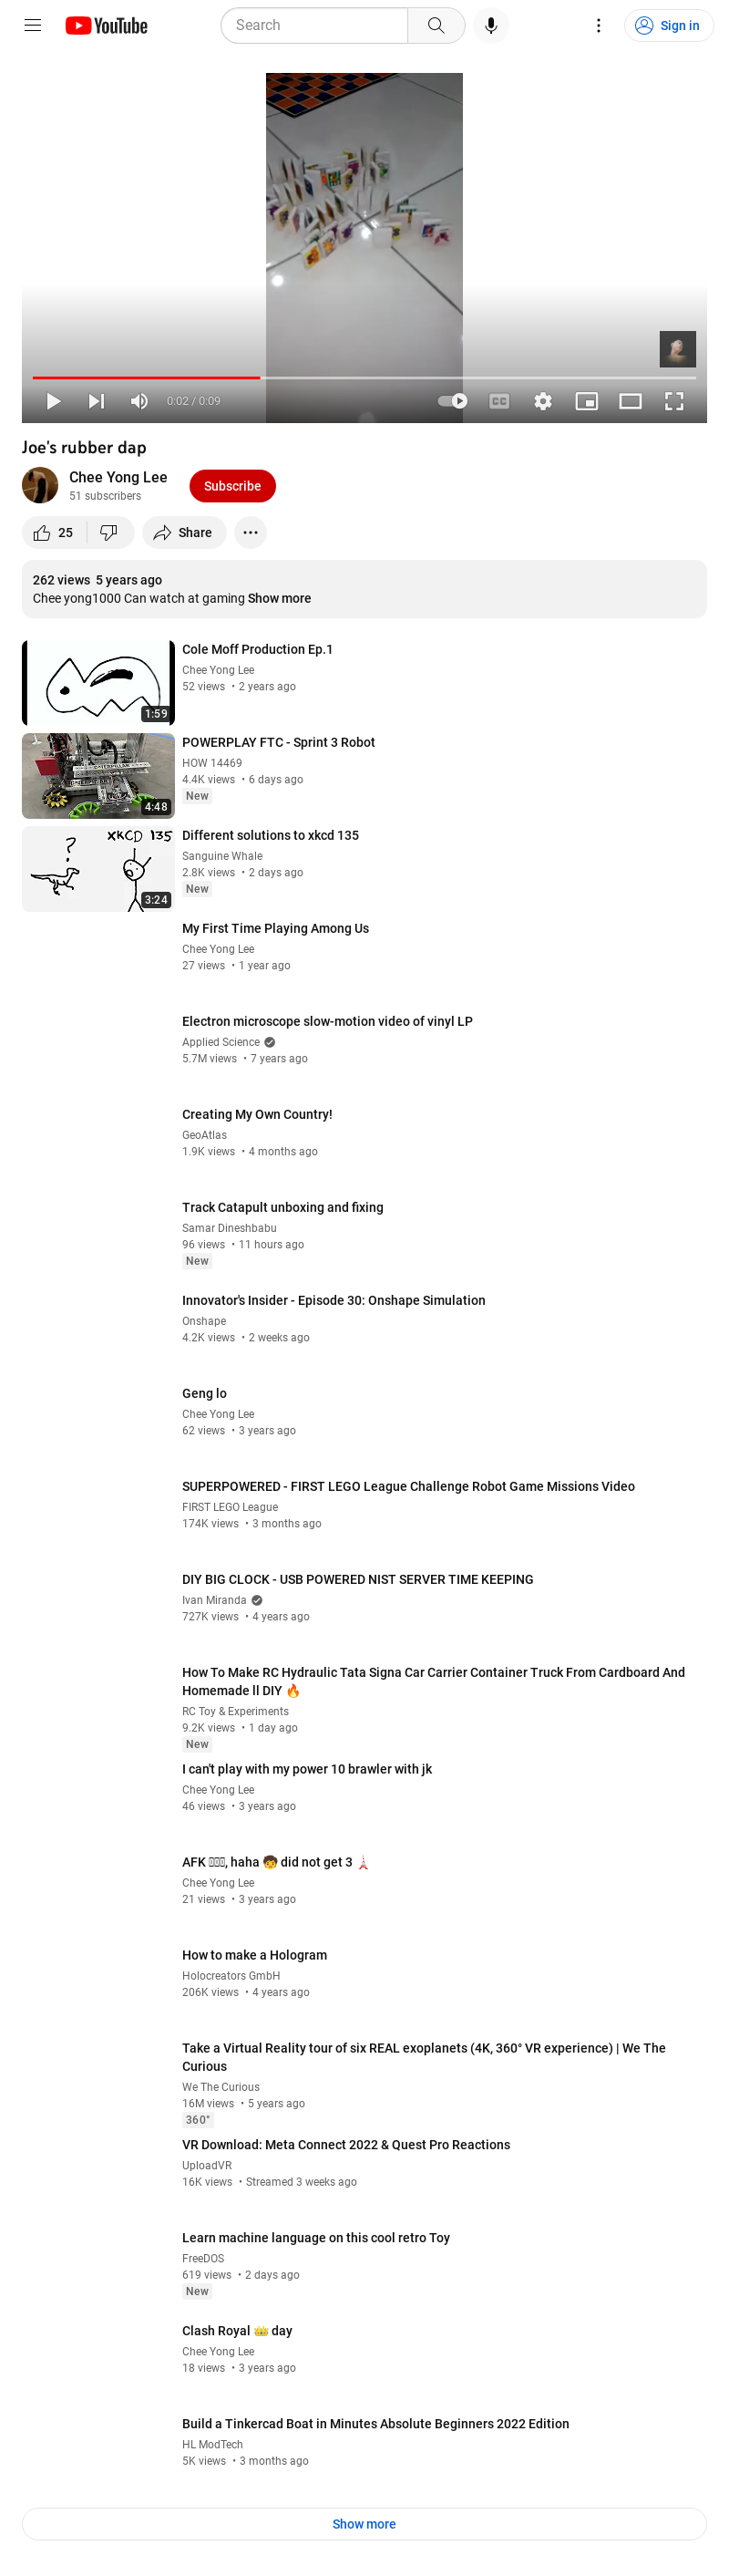 YouTube
Search
Sign in
0:02 / 0:09
CC
Joe's rubber dap
Chee Yong Lee
51 subscribers
Subscribe
25
Share
262 views 5 years ago
Chee yong1000 Can watch at gaming Show more
Cole Moff Production Ep.1
Chee Yong Lee
52 views • 2 years ago
1:59
POWERPLAY FTC - Sprint 3 Robot
HOW 14469
4.4K views • 6 days ago
New
CATERPILLAR
4:48
Different solutions to xkcd 135
Sanguine Whale
2.8K views • 2 days ago
New
XKCD 135
?
3:24
My First Time Playing Among Us
Chee Yong Lee
27 views • 1 year ago
Electron microscope slow-motion video of vinyl LP
Applied Science
5.7M views • 7 years ago
Creating My Own Country!
GeoAtlas
1.9K views • 4 months ago
Track Catapult unboxing and fixing
Samar Dineshbabu
96 views • 11 hours ago
New
Innovator's Insider - Episode 30: Onshape Simulation
Onshape
4.2K views • 2 weeks ago
Geng lo
Chee Yong Lee
62 views • 3 years ago
SUPERPOWERED - FIRST LEGO League Challenge Robot Game Missions Video
FIRST LEGO League
174K views • 3 months ago
DIY BIG CLOCK - USB POWERED NIST SERVER TIME KEEPING
Ivan Miranda
727K views • 4 years ago
How To Make RC Hydraulic Tata Signa Car Carrier Container Truck From Cardboard And
Homemade ll DIY 🔥
RC Toy & Experiments
9.2K views • 1 day ago
New
I can't play with my power 10 brawler with jk
Chee Yong Lee
46 views • 3 years ago
AFK , haha 🧒 did not get 3 🗼
Chee Yong Lee
21 views • 3 years ago
How to make a Hologram
Holocreators GmbH
206K views • 4 years ago
Take a Virtual Reality tour of six REAL exoplanets (4K, 360° VR experience) | We The
Curious
We The Curious
16M views • 5 years ago
360°
VR Download: Meta Connect 2022 & Quest Pro Reactions
UploadVR
16K views • Streamed 3 weeks ago
Learn machine language on this cool retro Toy
FreeDOS
619 views • 2 days ago
New
Clash Royal 👑 day
Chee Yong Lee
18 views • 3 years ago
Build a Tinkercad Boat in Minutes Absolute Beginners 2022 Edition
HL ModTech
5K views • 3 months ago
Show more